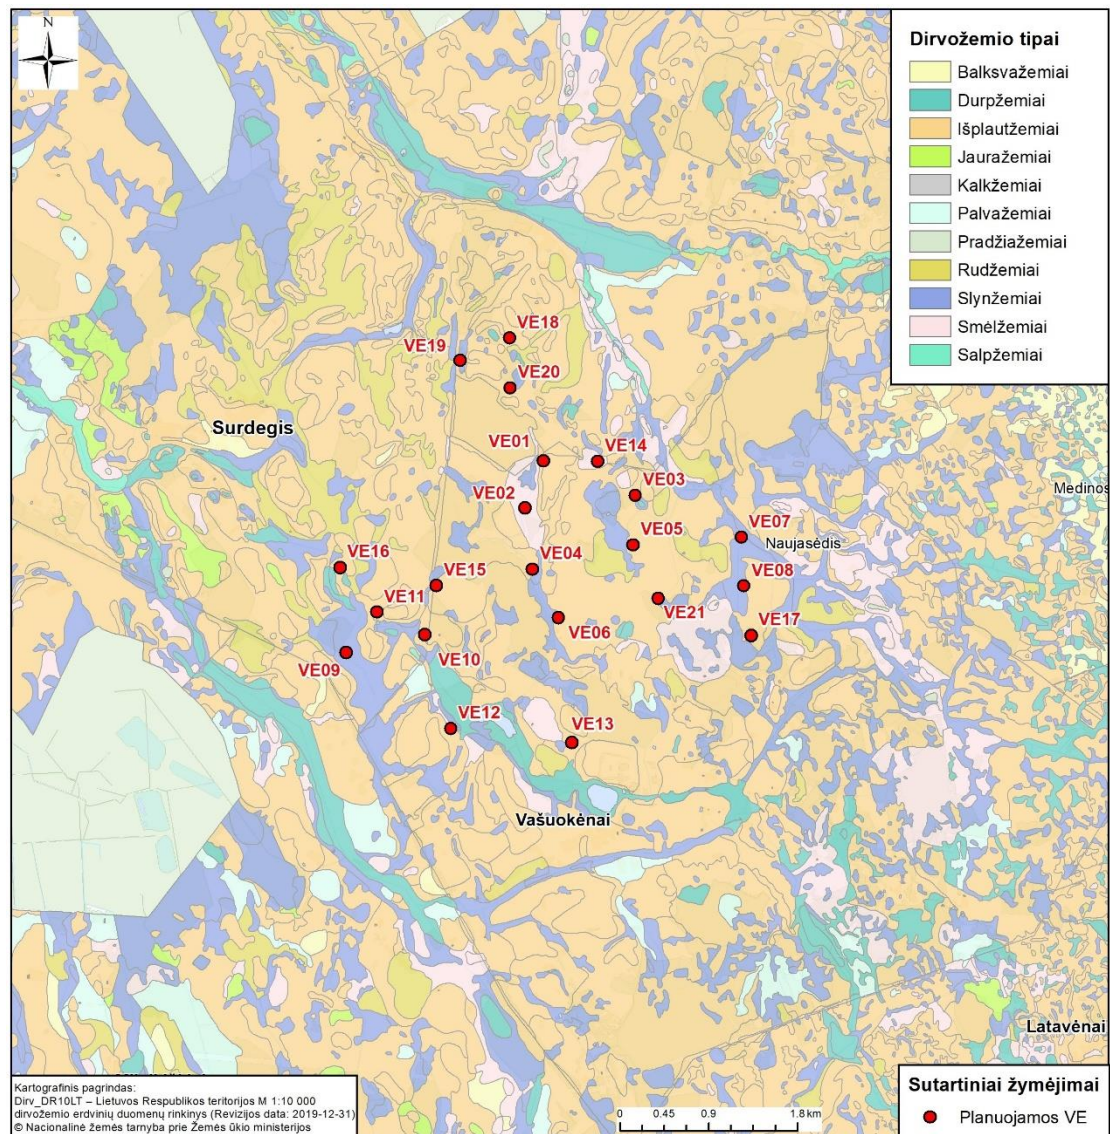 N
Dirvožemio tipai
Balksvažemiai
Durpžemiai
Išplautžemiai
Jauražemiai
Kalkžemiai
Palvažemiai
Pradžiažemiai
Rudžemiai
Slynžemiai
Smėlžemiai
Salpžemiai
VE18
VE19
VE20
Surdegis
VE01
VE14
VE02
VE03
Medinos
VE07
VE05
Naujasėdis
VE04
VE16
VE15
VE08
VE11
VE21
VE06
VE17
VE10
VE09
VE12
VE13
Vašuokėnai
Latavėnai
Kartografinis pagrindas:
Dirv_DR10LT – Lietuvos Respublikos teritorijos M 1:10 000
dirvožemio erdvinių duomenų rinkinys (Revizijos data: 2019-12-31)
© Nacionalinė žemės tarnyba prie Žemės ūkio ministerijos
0 0.45 0.9 1.8 km
Sutartiniai žymėjimai
Planuojamos VE